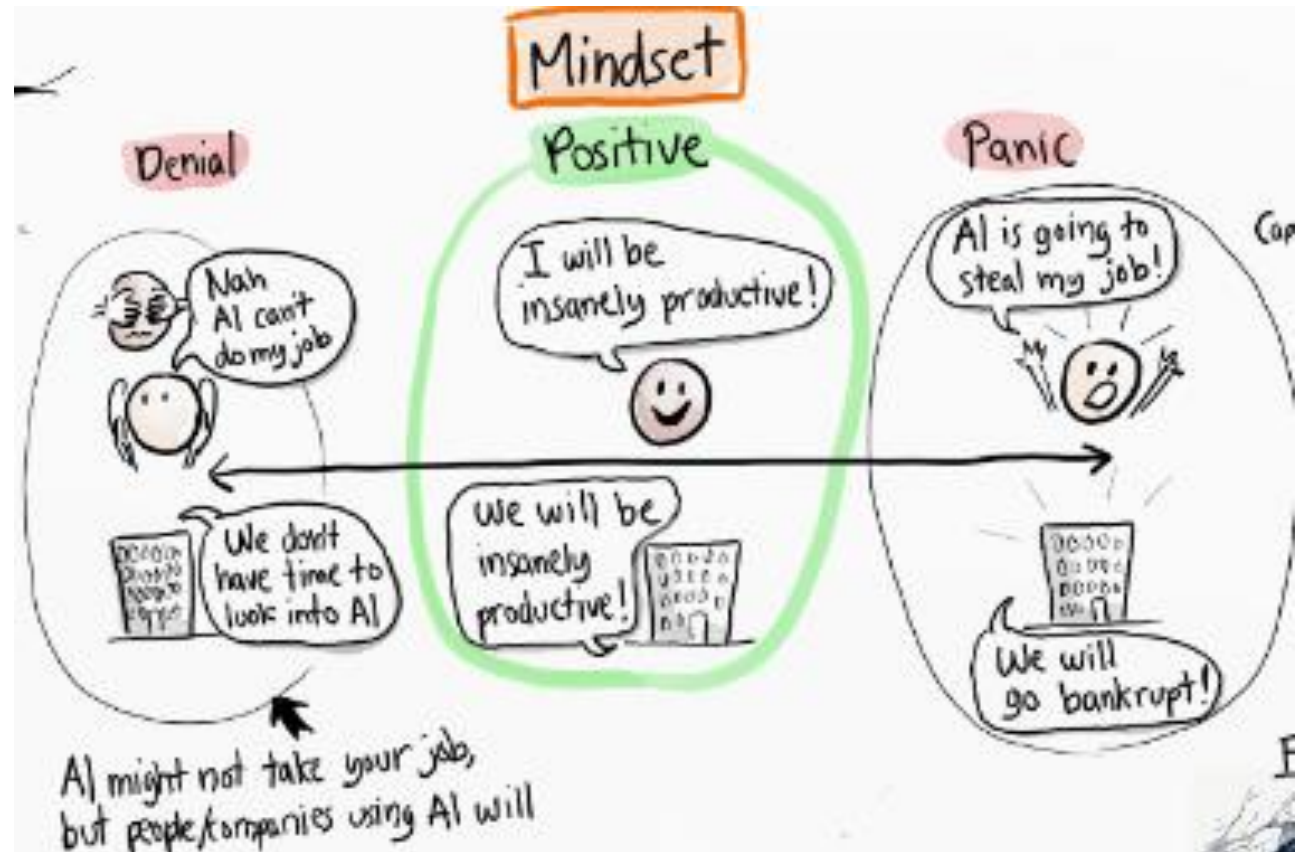 Mindset
Denial
Positive
Panic
Nah
AI can't
do my job
I will be
insanely productive!
AI is going to
steal my job!
We don't
have time to
look into AI
We will be
insanely
productive!
We will
go bankrupt!
AI might not take your job,
but people/companies using AI will